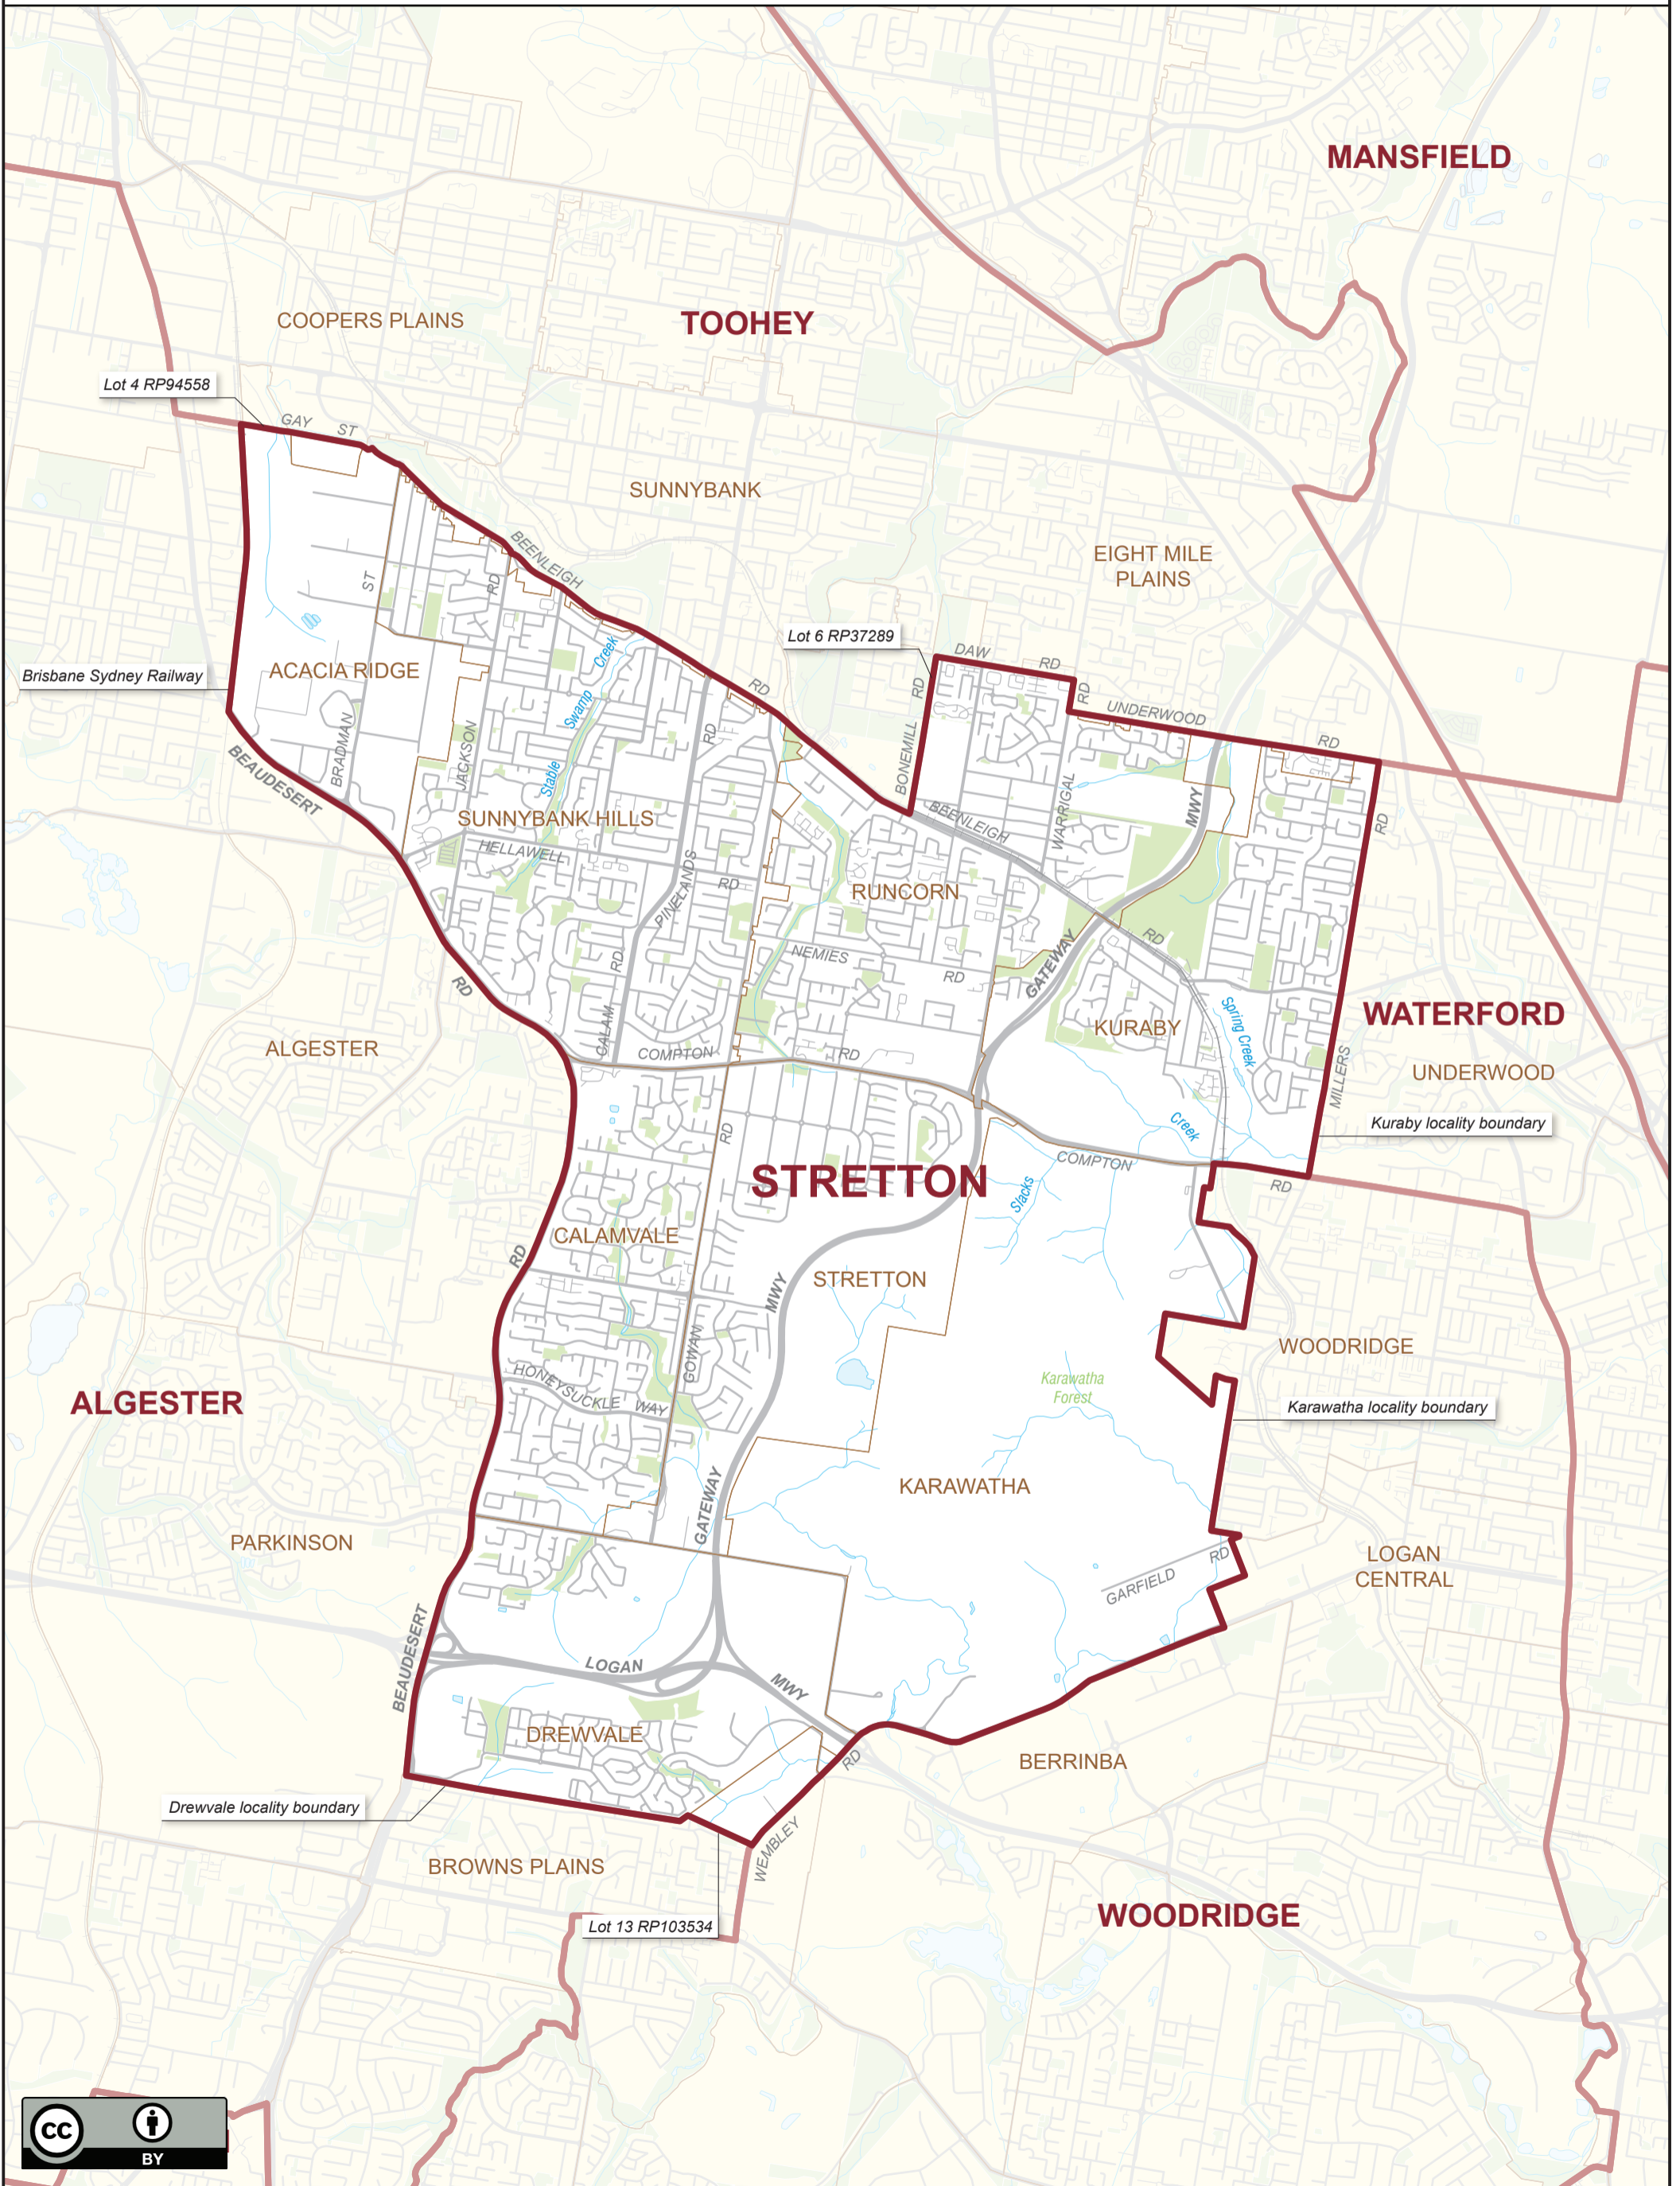 MANSFIELD
COOPERS PLAINS
TOOHEY
Lot 4 RP94558
GAY ST
SUNNYBANK
BEENLEIGH
EIGHT MILE
PLAINS
ST
RD
Lot 6 RP37289
DAW RD
Creek
Brisbane Sydney Railway
ACACIA RIDGE
RD
RD
RD
Swamp
UNDERWOOD
RD
BEAUDESERT
BRADMAN
JACKSON
RD
BONEMILL
Stable
SUNNYBANK HILLS
BEENLEIGH
WARRIGAL
MWY
RD
HELLAWELL
RD
PINELANDS
RUNCORN
RD
NEMIES
RD
RD
RD
GATEWAY
CALAM
COMPTON
RD
KURABY
Spring Creek
WATERFORD
ALGESTER
MILLERS
UNDERWOOD
RD
Creek
Kuraby locality boundary
COMPTON
RD
STRETTON
Slacks
CALAMVALE
RD
STRETTON
MWY
GOWAN
WOODRIDGE
HONEYSUCKLE WAY
Karawatha
Forest
ALGESTER
Karawatha locality boundary
KARAWATHA
GATEWAY
PARKINSON
RD
LOGAN
CENTRAL
GARFIELD
BEAUDESERT
LOGAN
MWY
DREWVALE
RD
BERRINBA
Drewvale locality boundary
WEMBLEY
BROWNS PLAINS
Lot 13 RP103534
WOODRIDGE
CC
BY